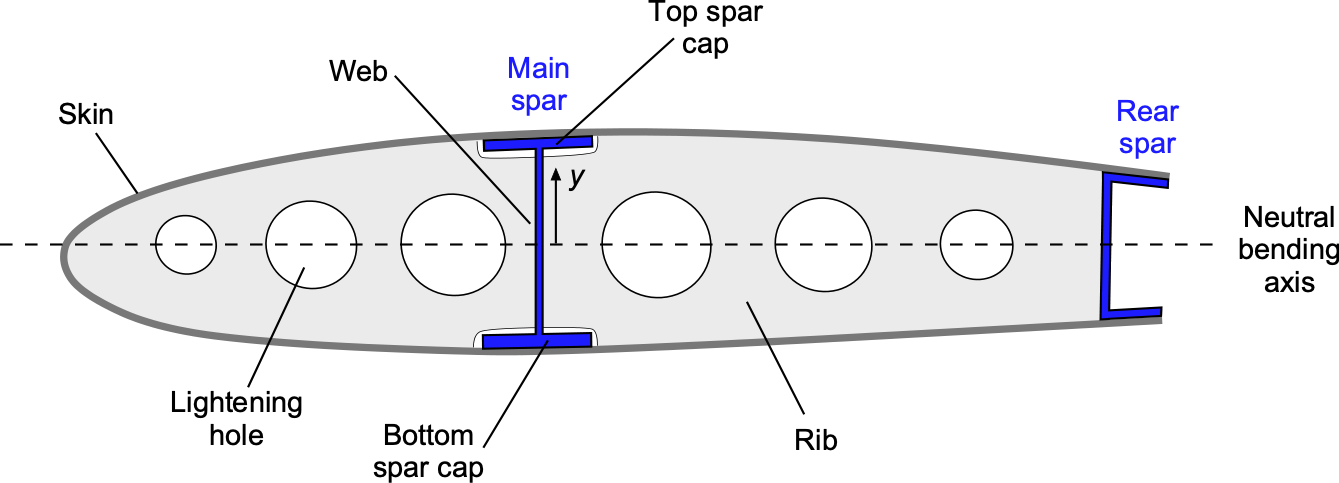 Top spar
cap
Web
Main
spar
Skin
Rear
spar
y
Neutral
bending
axis
Lightening
hole
Bottom
spar cap
Rib